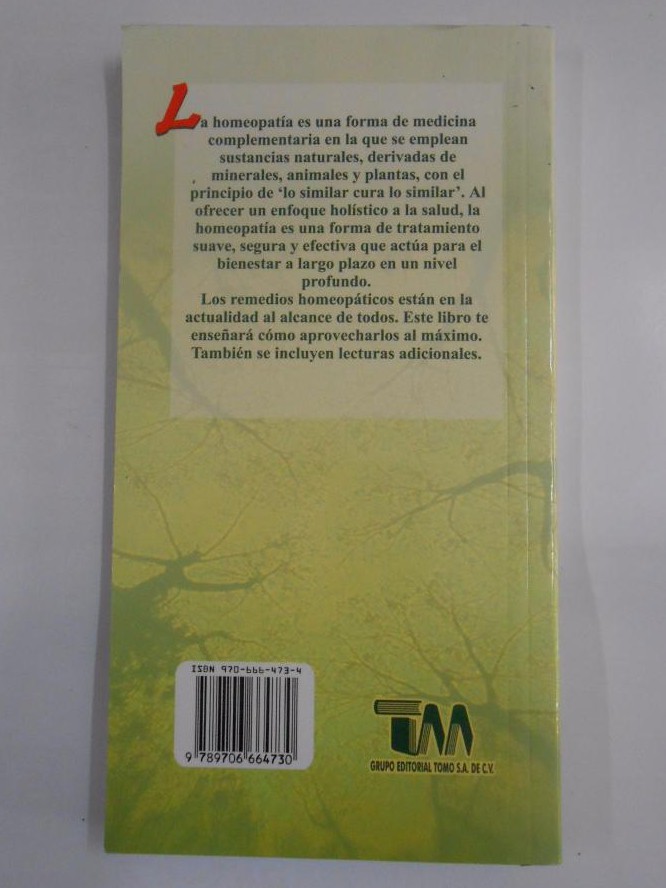 La homeopatía es una forma de medicina
complementaria en la que se emplean
sustancias naturales, derivadas de
minerales, animales y plantas, con el
principio de ‘lo similar cura lo similar’. Al
ofrecer un enfoque holístico a la salud, la
homeopatía es una forma de tratamiento
suave, segura y efectiva que actúa para el
bienestar a largo plazo en un nivel
profundo.
Los remedios homeopáticos están en la
actualidad al alcance de todos. Este libro te
enseñará cómo aprovecharlos al máximo.
También se incluyen lecturas adicionales.
ISBN 970-666-473-4
9 789706 664730
TM
GRUPO EDITORIAL TOMO S.A. DE C.V.